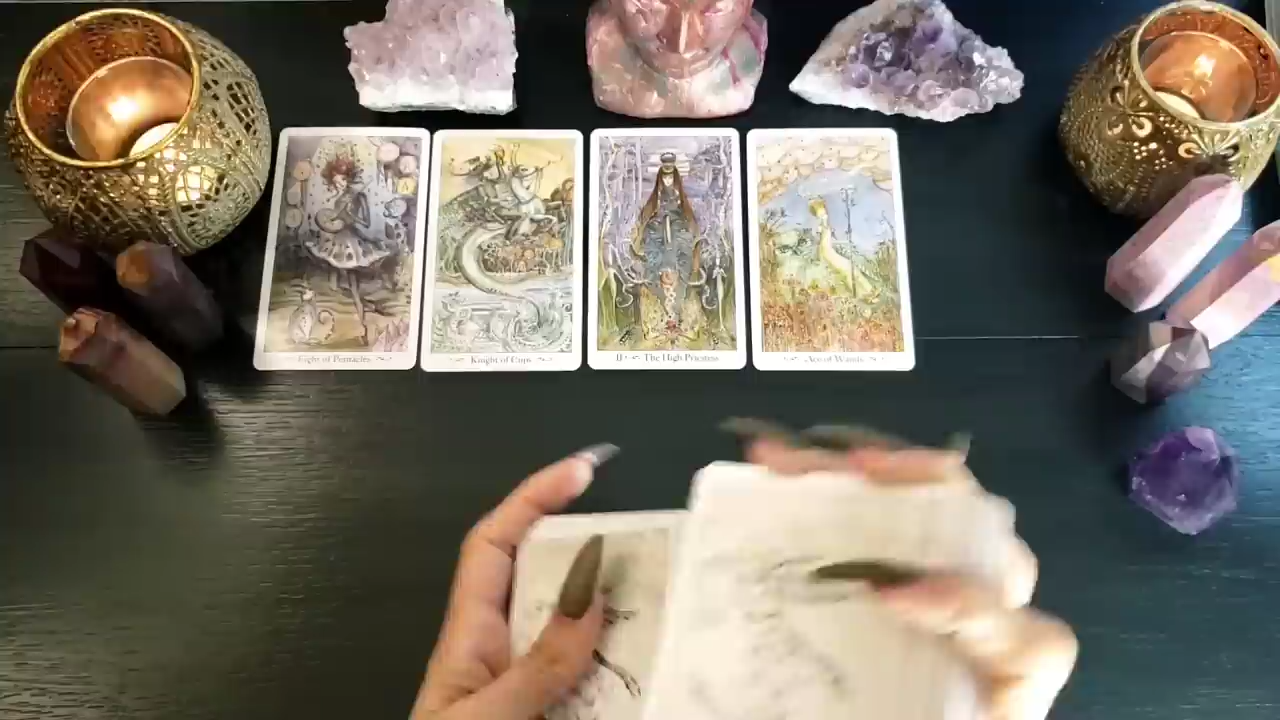 Eight of Pentacles
Knight of Cups
II The High Priestess
Ace of Wands